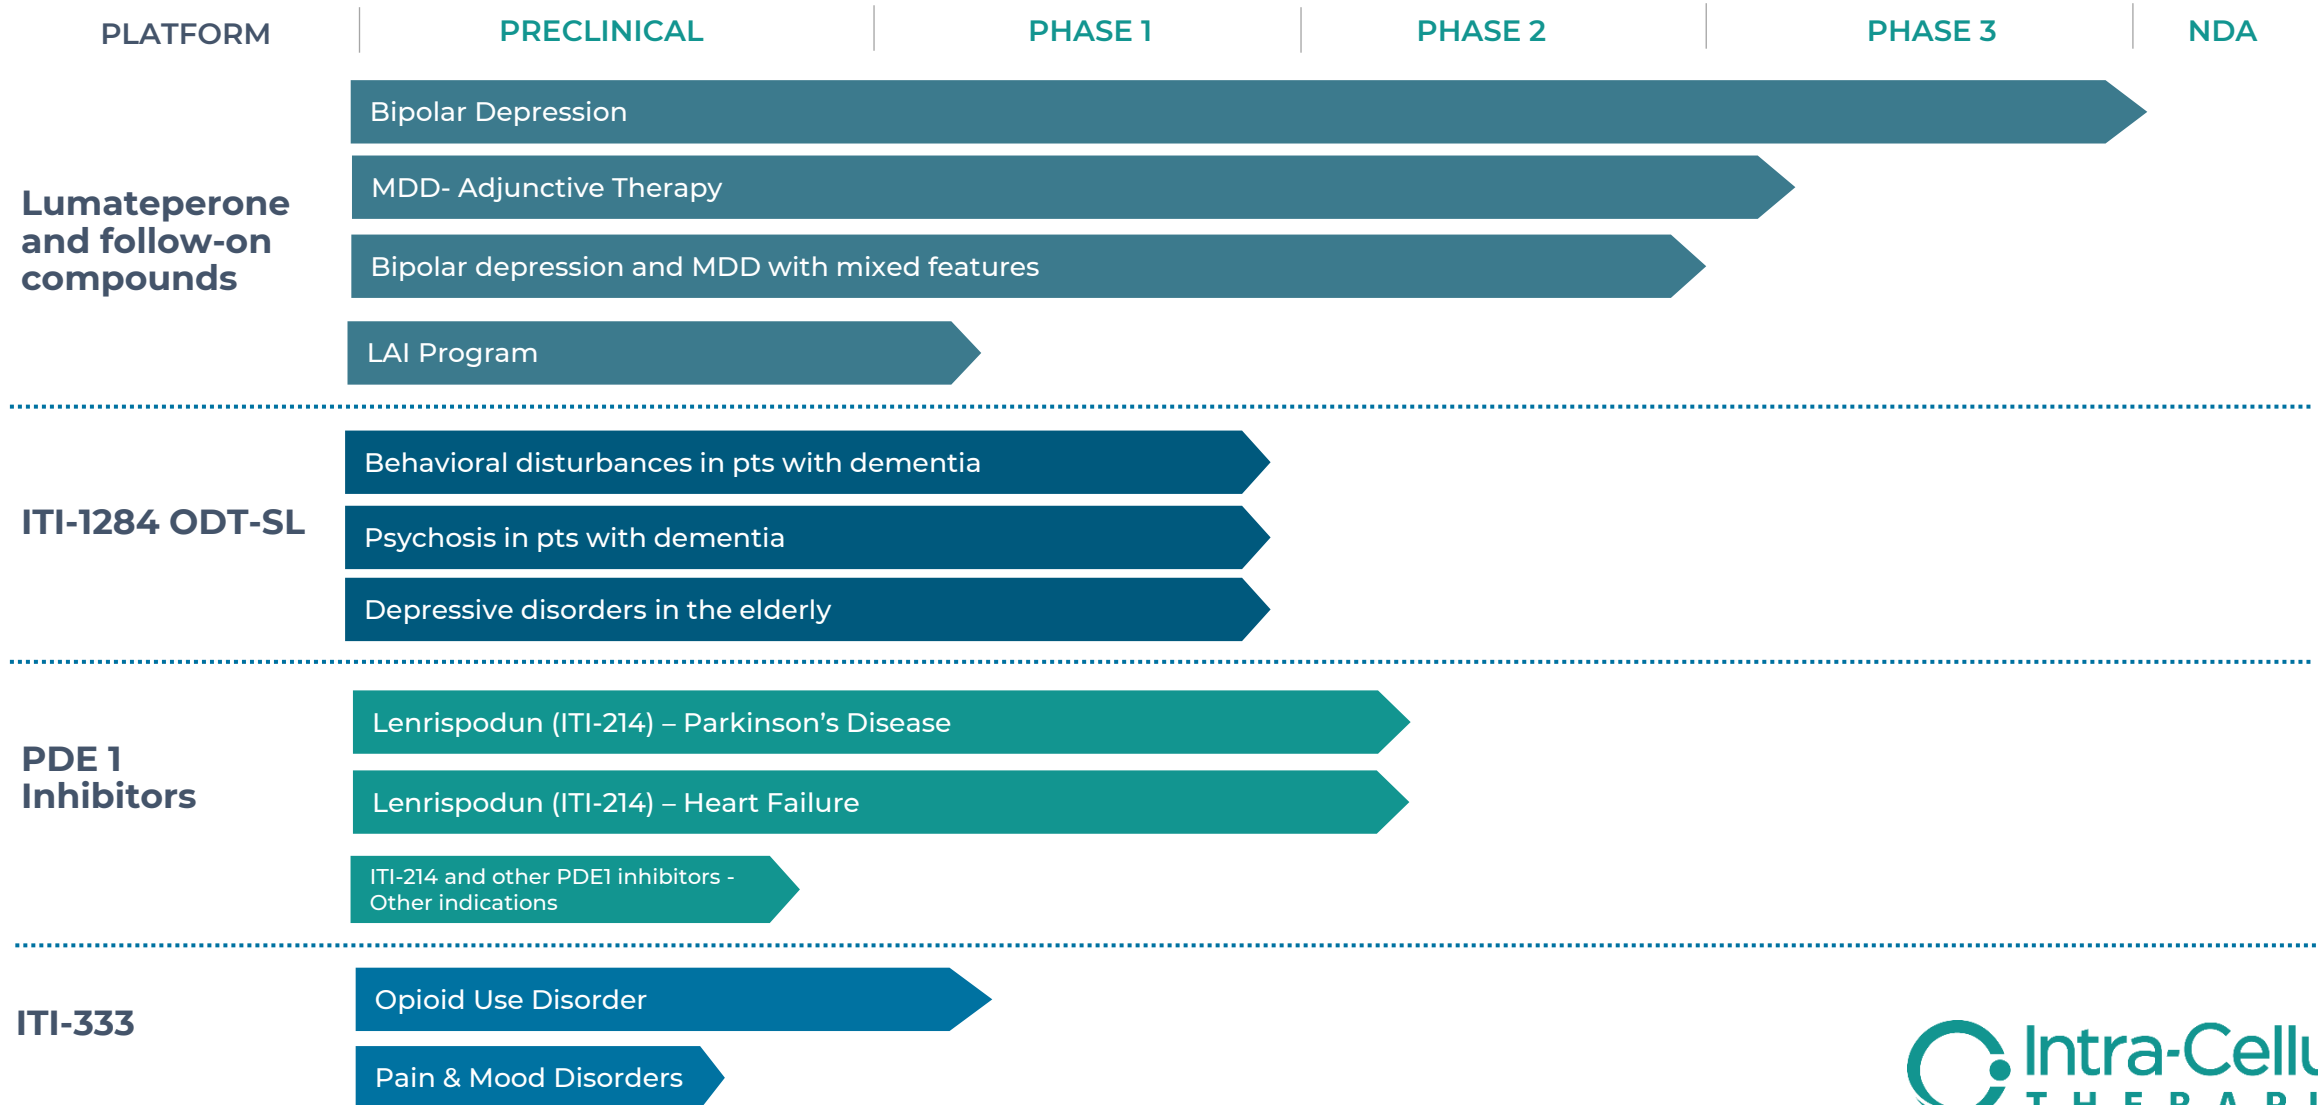 PLATFORM PRECLINICAL PHASE 1 PHASE 2 PHASE 3 NDA
Lumateperone
and follow-on
compounds
Bipolar Depression
MDD- Adjunctive Therapy
Bipolar depression and MDD with mixed features
LAI Program
ITI-1284 ODT-SL
Behavioral disturbances in pts with dementia
Psychosis in pts with dementia
Depressive disorders in the elderly
PDE 1
Inhibitors
Lenrispodun (ITI-214) – Parkinson’s Disease
Lenrispodun (ITI-214) – Heart Failure
ITI-214 and other PDE1 inhibitors -
Other indications
ITI-333
Opioid Use Disorder
Pain & Mood Disorders
Intra-Cellu
THERAPI